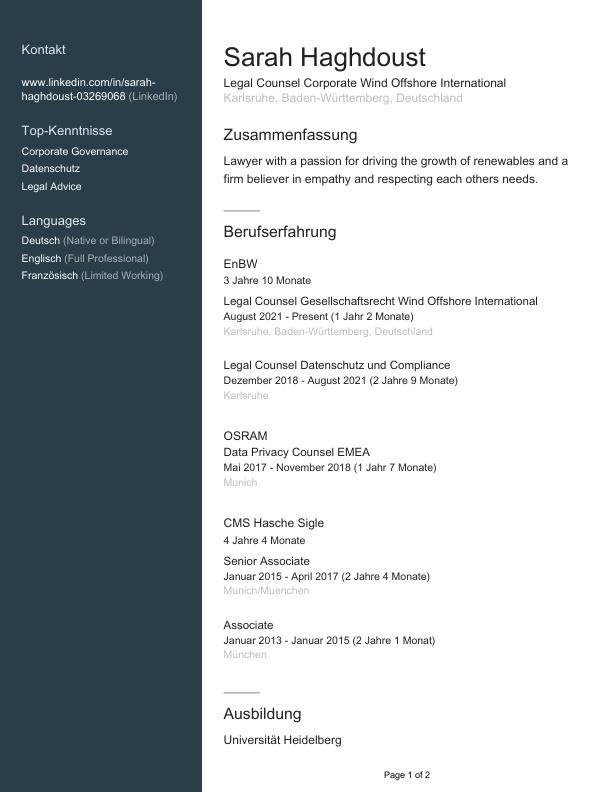 Kontakt
www.linkedin.com/in/sarah-
haghdoust-03269068 (LinkedIn)
Top-Kenntnisse
Corporate Governance
Datenschutz
Legal Advice
Languages
Deutsch (Native or Bilingual)
Englisch (Full Professional)
Französisch (Limited Working)
Sarah Haghdoust
Legal Counsel Corporate Wind Offshore International
Karlsruhe, Baden-Württemberg, Deutschland
Zusammenfassung
Lawyer with a passion for driving the growth of renewables and a
firm believer in empathy and respecting each others needs.
Berufserfahrung
EnBW
3 Jahre 10 Monate
Legal Counsel Gesellschaftsrecht Wind Offshore International
August 2021 - Present (1 Jahr 2 Monate)
Karlsruhe, Baden-Württemberg, Deutschland
Legal Counsel Datenschutz und Compliance
Dezember 2018 - August 2021 (2 Jahre 9 Monate)
Karlsruhe
OSRAM
Data Privacy Counsel EMEA
Mai 2017 - November 2018 (1 Jahr 7 Monate)
Munich
CMS Hasche Sigle
4 Jahre 4 Monate
Senior Associate
Januar 2015 - April 2017 (2 Jahre 4 Monate)
Munich/Muenchen
Associate
Januar 2013 - Januar 2015 (2 Jahre 1 Monat)
München
Ausbildung
Universität Heidelberg
Page 1 of 2